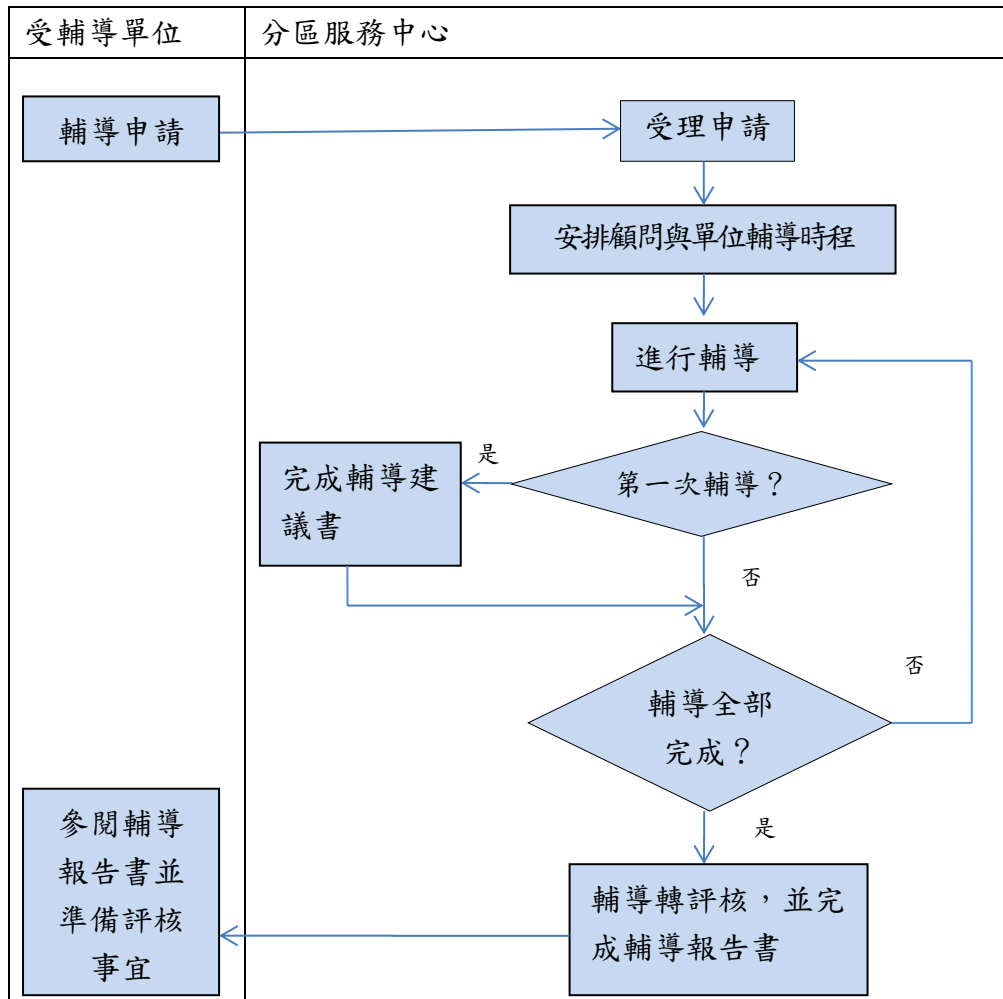 受輔導單位
分區服務中心
輔導申請
受理申請
安排顧問與單位輔導時程
進行輔導
第一次輔導？
是
完成輔導建
議書
否
輔導全部
完成？
否
是
輔導轉評核，並完
成輔導報告書
參閱輔導
報告書並
準備評核
事宜